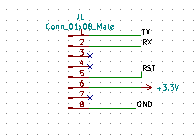 J1
Conn_01x08_Male
1 TX
2 RX
3
4
5 RST
6 +3.3V
7
8 GND